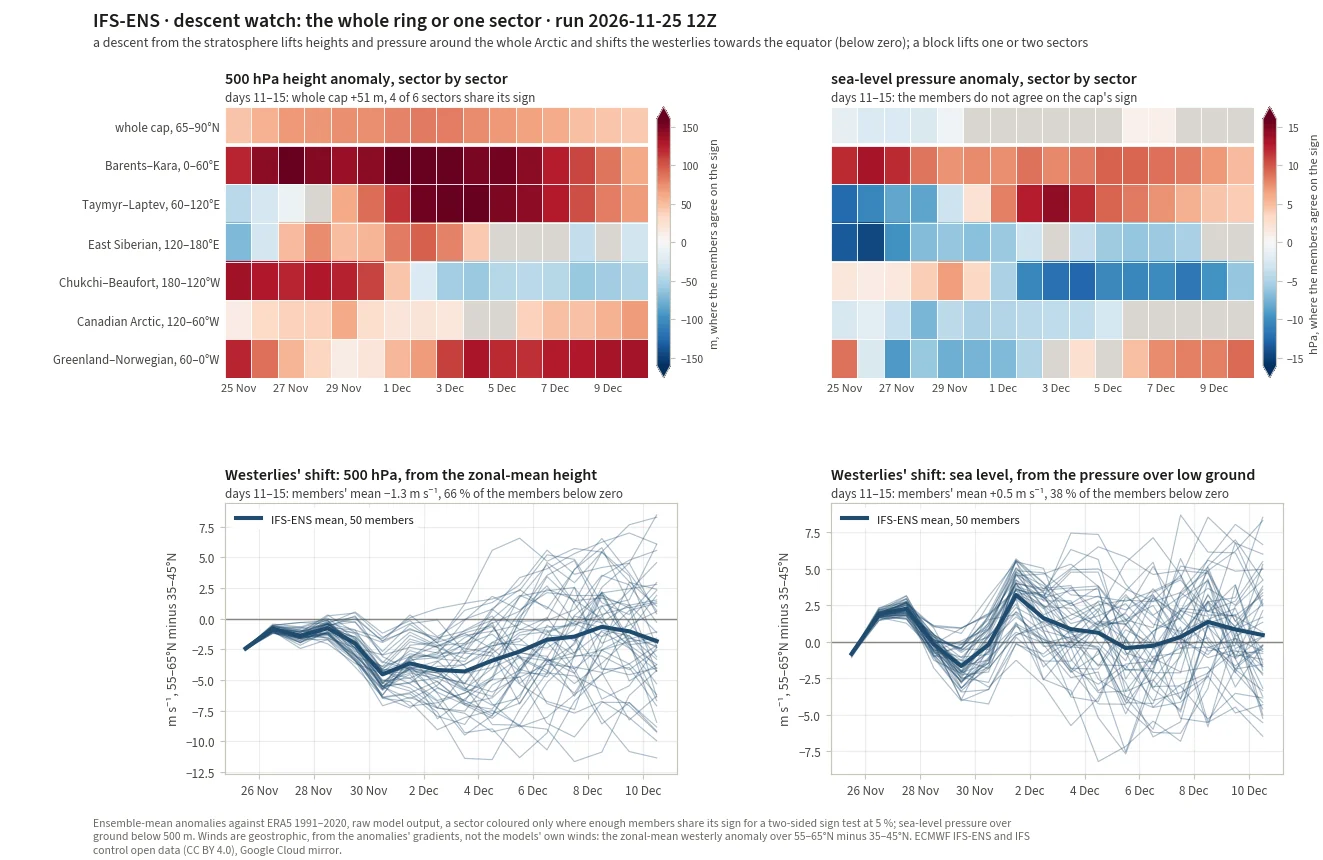 IFS-ENS · descent watch: the whole ring or one sector · run 2026-11-25 12Z
a descent from the stratosphere lifts heights and pressure around the whole Arctic and shifts the westerlies towards the equator (below zero); a block lifts one or two sectors
500 hPa height anomaly, sector by sector
days 11–15: whole cap +51 m, 4 of 6 sectors share its sign
whole cap, 65–90°N
Barents–Kara, 0–60°E
Taymyr–Laptev, 60–120°E
East Siberian, 120–180°E
Chukchi–Beaufort, 180–120°W
Canadian Arctic, 120–60°W
Greenland–Norwegian, 60–0°W
25 Nov 27 Nov 29 Nov 1 Dec 3 Dec 5 Dec 7 Dec 9 Dec
150
100
50
0
−50
−100
−150
m, where the members agree on the sign
sea-level pressure anomaly, sector by sector
days 11–15: the members do not agree on the cap's sign
25 Nov 27 Nov 29 Nov 1 Dec 3 Dec 5 Dec 7 Dec 9 Dec
15
10
5
0
−5
−10
−15
hPa, where the members agree on the sign
Westerlies' shift: 500 hPa, from the zonal-mean height
days 11–15: members' mean −1.3 m s⁻¹, 66 % of the members below zero
IFS-ENS mean, 50 members
m s⁻¹, 55–65°N minus 35–45°N
7.5
5.0
2.5
0.0
−2.5
−5.0
−7.5
−10.0
−12.5
26 Nov 28 Nov 30 Nov 2 Dec 4 Dec 6 Dec 8 Dec 10 Dec
Westerlies' shift: sea level, from the pressure over low ground
days 11–15: members' mean +0.5 m s⁻¹, 38 % of the members below zero
IFS-ENS mean, 50 members
m s⁻¹, 55–65°N minus 35–45°N
7.5
5.0
2.5
0.0
−2.5
−5.0
−7.5
26 Nov 28 Nov 30 Nov 2 Dec 4 Dec 6 Dec 8 Dec 10 Dec
Ensemble-mean anomalies against ERA5 1991–2020, raw model output, a sector coloured only where enough members share its sign for a two-sided sign test at 5 %; sea-level pressure over
ground below 500 m. Winds are geostrophic, from the anomalies' gradients, not the models' own winds: the zonal-mean westerly anomaly over 55–65°N minus 35–45°N. ECMWF IFS-ENS and IFS
control open data (CC BY 4.0), Google Cloud mirror.